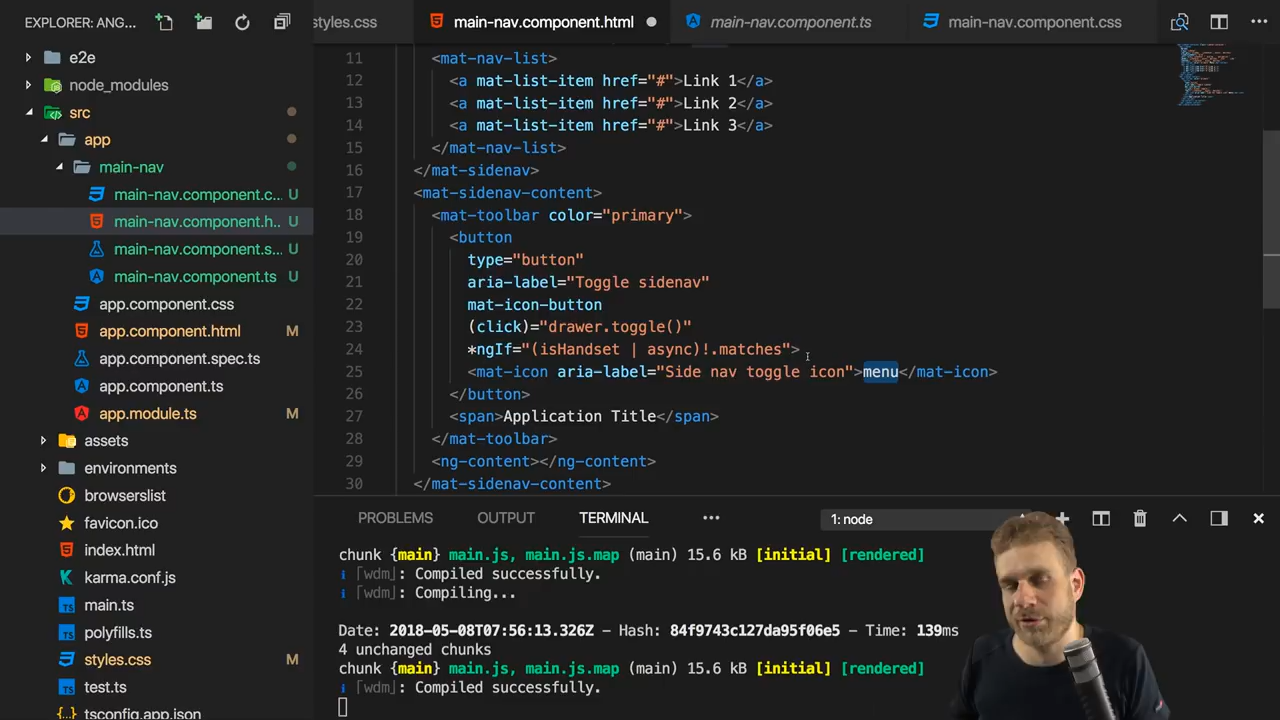 EXPLORER: ANG...
styles.css
main-nav.component.html
main-nav.component.ts
main-nav.component.css
e2e
node_modules
src
app
main-nav
main-nav.component.c... U
main-nav.component.h.. U
main-nav.component.s... U
main-nav.component.ts U
app.component.css
app.component.html M
app.component.spec.ts
app.component.ts
app.module.ts M
assets
environments
browserslist
favicon.ico
index.html
karma.conf.js
main.ts
polyfills.ts
styles.css M
test.ts
tsconfig.app.json
11 <mat-nav-list>
12 <a mat-list-item href="#">Link 1</a>
13 <a mat-list-item href="#">Link 2</a>
14 <a mat-list-item href="#">Link 3</a>
15 </mat-nav-list>
16 </mat-sidenav>
17 <mat-sidenav-content>
18 <mat-toolbar color="primary">
19 <button
20 type="button"
21 aria-label="Toggle sidenav"
22 mat-icon-button
23 (click)="drawer.toggle()"
24 *ngIf="(isHandset | async)!.matches">
25 <mat-icon aria-label="Side nav toggle icon">menu</mat-icon>
26 </button>
27 <span>Application Title</span>
28 </mat-toolbar>
29 <ng-content></ng-content>
30 </mat-sidenav-content>
PROBLEMS OUTPUT TERMINAL ••• 1: node
chunk {main} main.js, main.js.map (main) 15.6 kB [initial] [rendered]
i ｢wdm｣: Compiled successfully.
i ｢wdm｣: Compiling...
Date: 2018-05-08T07:56:13.326Z – Hash: 84f9743c127da95f06e5 – Time: 139ms
4 unchanged chunks
chunk {main} main.js, main.js.map (main) 15.6 kB [initial] [rendered]
i ｢wdm｣: Compiled successfully.